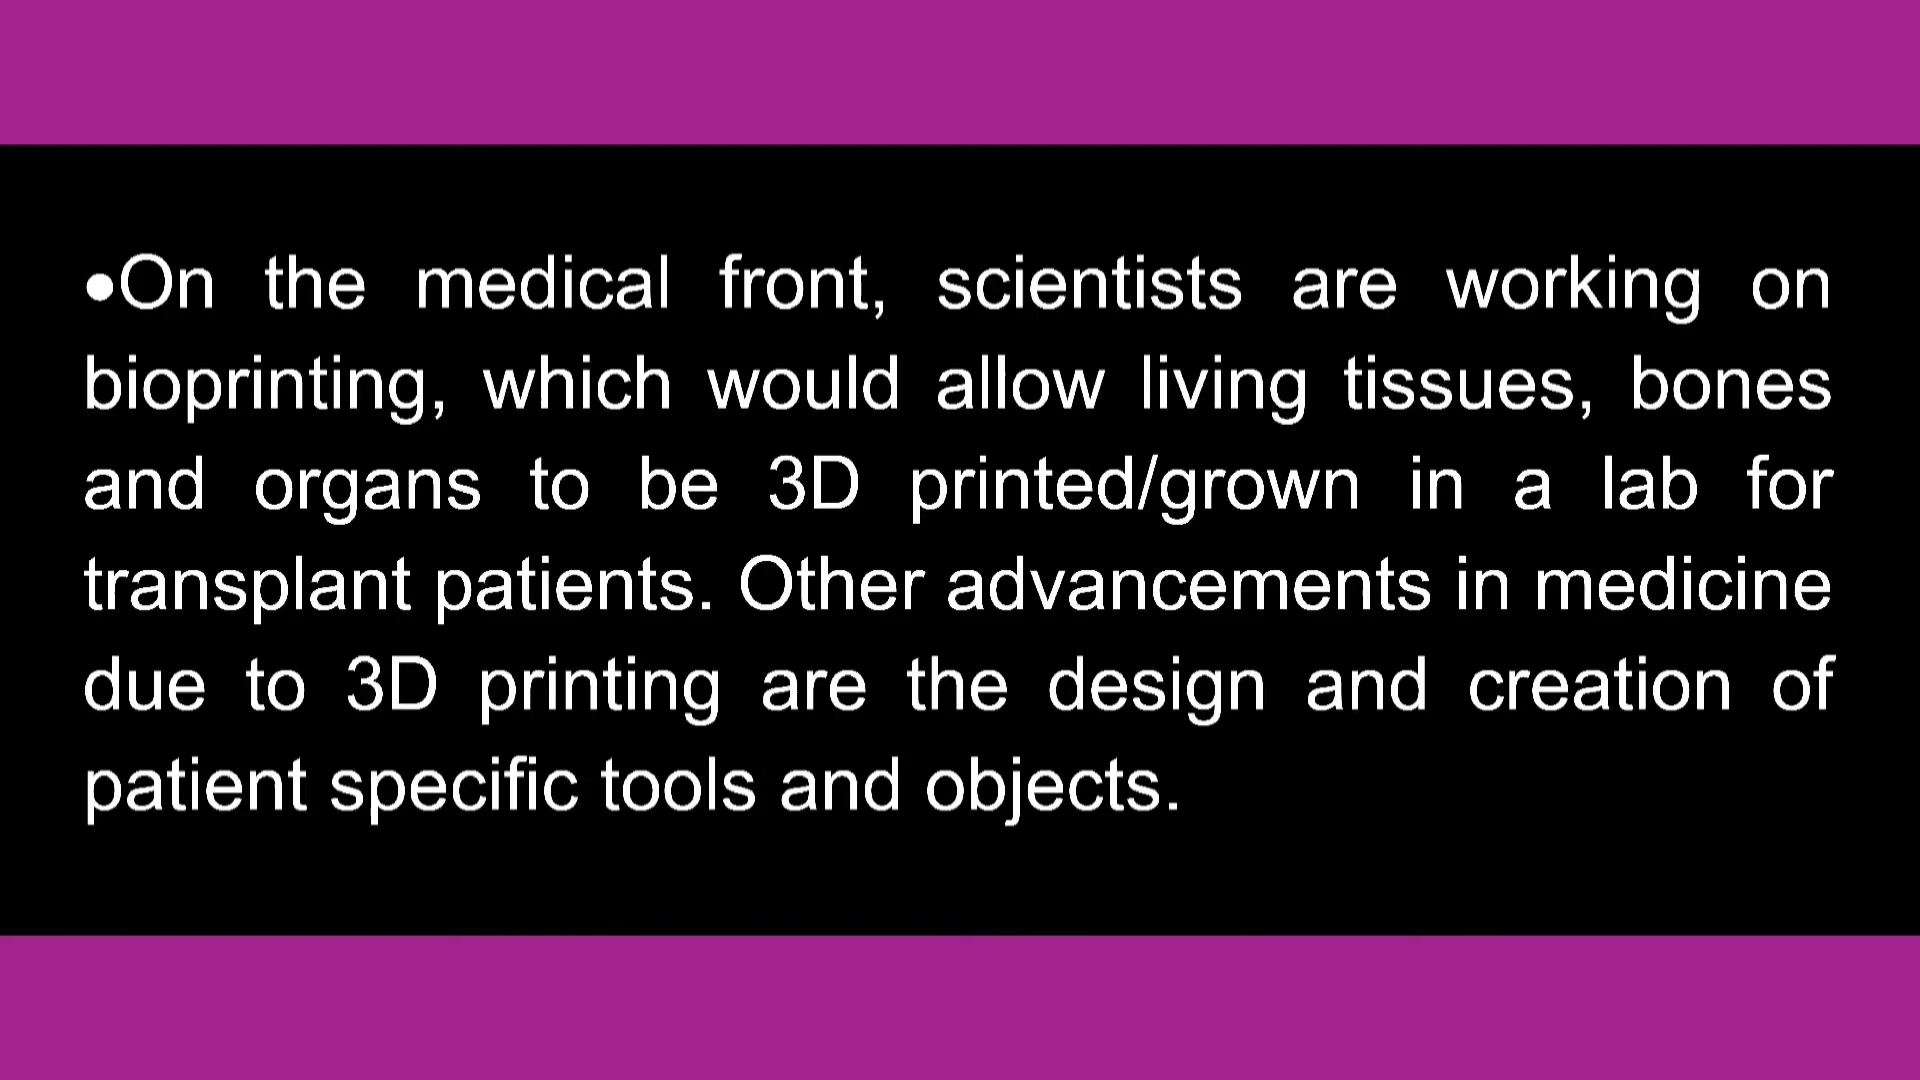 •On the medical front, scientists are working on
bioprinting, which would allow living tissues, bones
and organs to be 3D printed/grown in a lab for
transplant patients. Other advancements in medicine
due to 3D printing are the design and creation of
patient specific tools and objects.